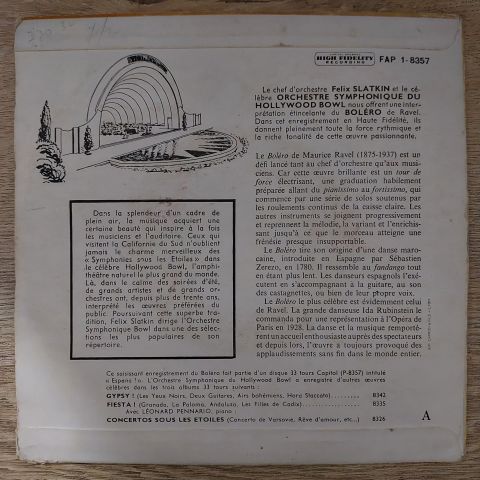 HIGH FIDELITY
RECORDING
FAP 1-8357
Le chef d'orchestre Felix SLATKIN et le cé-
lèbre ORCHESTRE SYMPHONIQUE DU
HOLLYWOOD BOWL nous offrent une inter-
prétation étincelante du BOLÉRO de Ravel.
Dans cet enregistrement en Haute Fidélité, ils
donnent pleinement toute la force rythmique et
la riche tonalité de cette œuvre passionnante.
Le Boléro de Maurice Ravel (1875-1937) est un
défi lancé tant au chef d'orchestre qu'aux musi-
ciens. Car cette œuvre brillante est un tour de
force électrisant, une graduation habilement
préparée allant du pianissimo au fortissimo, qui
commence par une série de solos soutenus par
les roulements continus de la caisse claire. Les
autres instruments se joignent progressivement
et reprennent la mélodie, la variant et l'enrichis-
sant jusqu'à ce que le morceau atteigne une
frénésie presque insupportable.
Le Boléro tire son origine d'une danse maro-
caine, introduite en Espagne par Sébastien
Zerezo, en 1780. Il ressemble au fandango tout
en étant plus lent. Les danseurs espagnols l'exé-
cutent en s'accompagnant à la guitare, au son
des castagnettes, ou bien de leur propre voix.
Le Boléro le plus célèbre est évidemment celui
de Ravel. La grande danseuse Ida Rubinstein le
commanda pour une représentation à l'Opéra de
Paris en 1928. La danse et la musique remportè-
rent un accueil enthousiaste auprès des spectateurs
et depuis lors, l'œuvre a toujours provoqué des
applaudissements sans fin dans le monde entier.
Dans la splendeur d'un cadre de
plein air, la musique acquiert une
certaine beauté qui inspire à la fois
les musiciens et l'auditoire. Ceux qui
visitent la Californie du Sud n'oublient
jamais le charme merveilleux des
« Symphonies sous les Etoiles » dans
le célèbre Hollywood Bowl, l'amphi-
théâtre naturel le plus grand du monde.
Là, dans le calme des soirées d'été,
de grands artistes et de grands or-
chestres ont, depuis plus de trente ans,
interprété les œuvres préférées du
public. Poursuivant cette superbe tra-
dition, Felix Slatkin dirige l'Orchestre
Symphonique Bowl dans une des sélec-
tions les plus populaires de son
répertoire.
Ce saisissant enregistrement du Boléro fait partie d'un disque 33 tours Capitol (P-8357) intitulé
« Espana !». L'Orchestre Symphonique du Hollywood Bowl a enregistré d'autres œuvres
célèbres dans les trois albums 33 tours suivants :
GYPSY ! (Les Yeux Noirs, Deux Guitares, Airs bohémiens, Hora Staccato)......... 8342
FIESTA ! (Granada, La Paloma, Andaluza, Les Filles de Cadix)................ 8335
Avec LÉONARD PENNARIO, piano :
CONCERTOS SOUS LES ETOILES (Concerto de Varsovie, Rêve d'amour, etc...) 8326
A